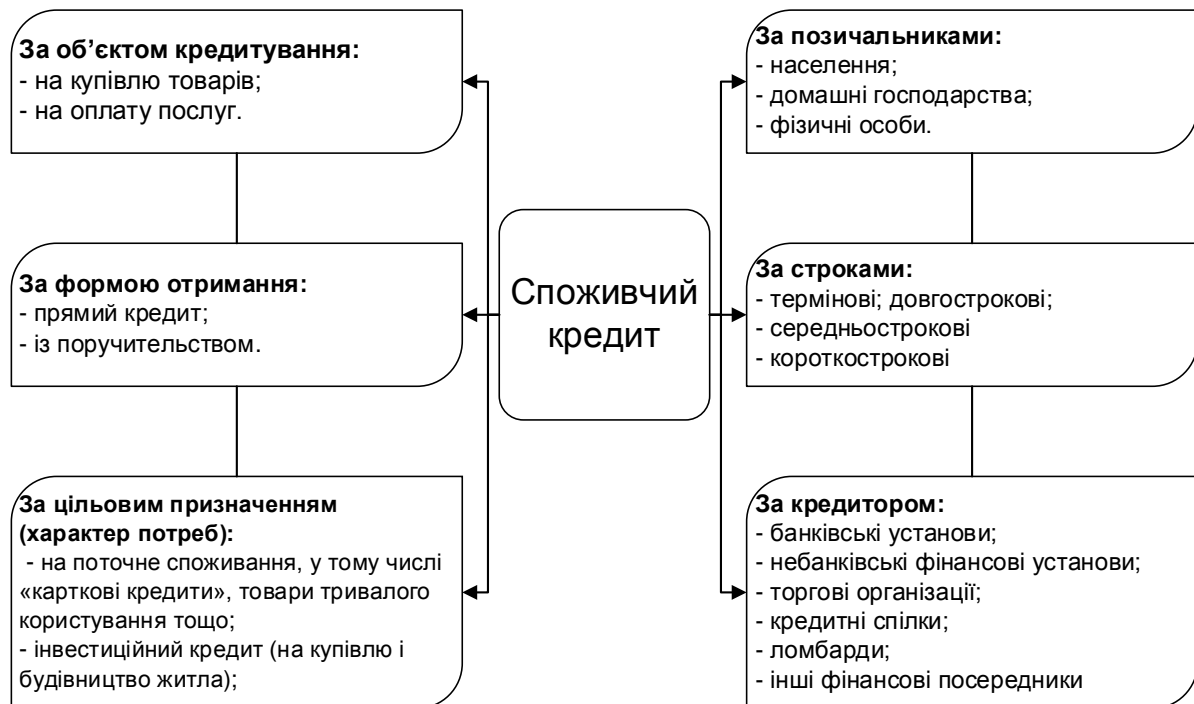 За об’єктом кредитування:
- на купівлю товарів;
- на оплату послуг.
За формою отримання:
- прямий кредит;
- із поручительством.
За цільовим призначенням
(характер потреб):
- на поточне споживання, у тому числі
«карткові кредити», товари тривалого
користування тощо;
- інвестиційний кредит (на купівлю і
будівництво житла);
Споживчий
кредит
За позичальниками:
- населення;
- домашні господарства;
- фізичні особи.
За строками:
- термінові; довгострокові;
- середньострокові
- короткострокові
За кредитором:
- банківські установи;
- небанківські фінансові установи;
- торгові організації;
- кредитні спілки;
- ломбарди;
- інші фінансові посередники